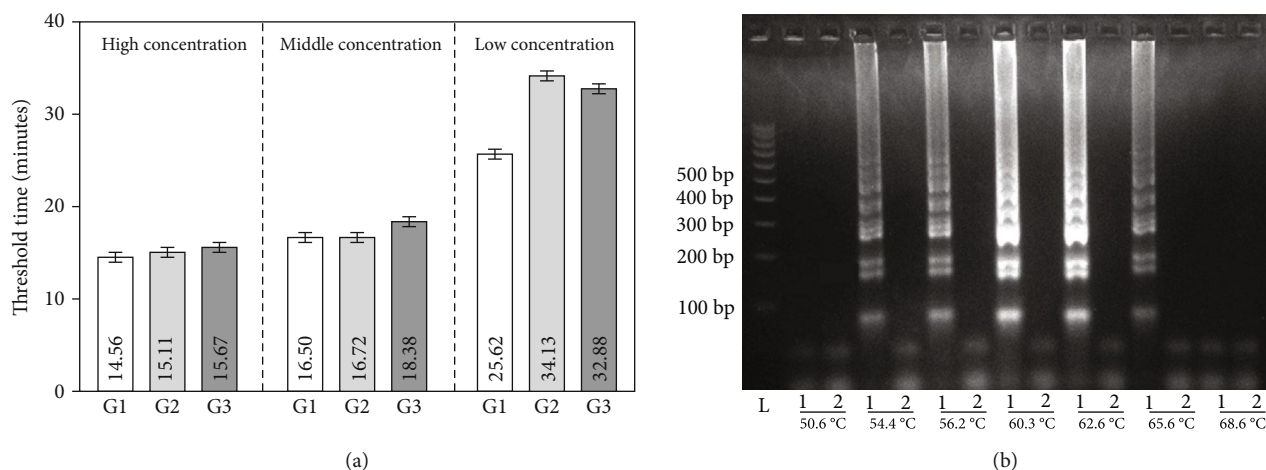 40
30
20
10
0
Threshold time (minutes)
High concentration
Middle concentration
Low concentration
14.56
15.11
15.67
16.50
16.72
18.38
25.62
34.13
32.88
G1 G2 G3 G1 G2 G3 G1 G2 G3
(a)
500 bp
400 bp
300 bp
200 bp
100 bp
L 1 2 1 2 1 2 1 2 1 2 1 2 1 2
50.6 °C 54.4 °C 56.2 °C 60.3 °C 62.6 °C 65.6 °C 68.6 °C
(b)